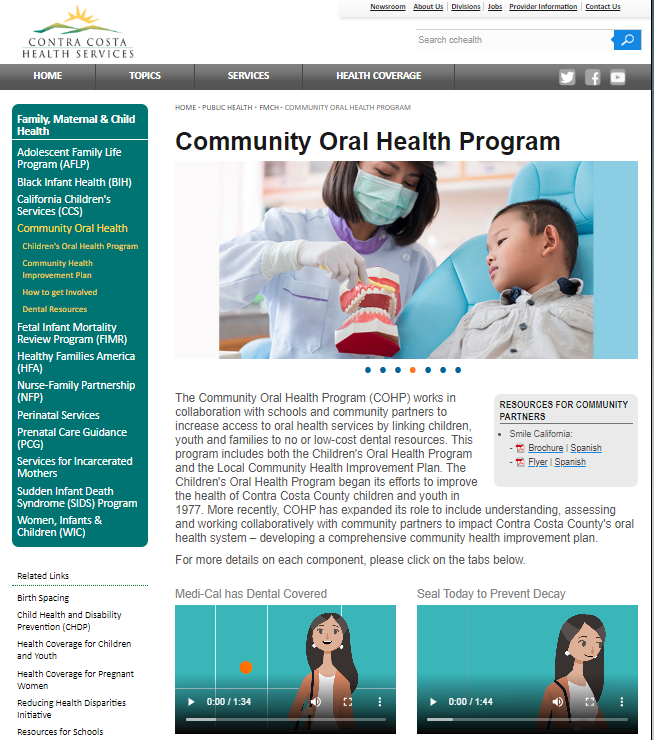 Newsroom | About Us | Divisions | Jobs | Provider Information | Contact Us
CONTRA COSTA
HEALTH SERVICES
Search cchealth
HOME
TOPICS
SERVICES
HEALTH COVERAGE
Family, Maternal & Child
Health
Adolescent Family Life
Program (AFLP)
Black Infant Health (BIH)
California Children's
Services (CCS)
Community Oral Health
Children's Oral Health Program
Community Health
Improvement Plan
How to get Involved
Dental Resources
Fetal Infant Mortality
Review Program (FIMR)
Healthy Families America
(HFA)
Nurse-Family Partnership
(NFP)
Perinatal Services
Prenatal Care Guidance
(PCG)
Services for Incarcerated
Mothers
Sudden Infant Death
Syndrome (SIDS) Program
Women, Infants &
Children (WIC)
Related Links
Birth Spacing
Child Health and Disability
Prevention (CHDP)
Health Coverage for Children
and Youth
Health Coverage for Pregnant
Women
Reducing Health Disparities
Initiative
Resources for Schools
HOME • PUBLIC HEALTH • FMCH • COMMUNITY ORAL HEALTH PROGRAM
Community Oral Health Program
The Community Oral Health Program (COHP) works in
collaboration with schools and community partners to
increase access to oral health services by linking children,
youth and families to no or low-cost dental resources. This
program includes both the Children's Oral Health Program
and the Local Community Health Improvement Plan. The
Children's Oral Health Program began its efforts to improve
the health of Contra Costa County children and youth in
1977. More recently, COHP has expanded its role to include understanding, assessing
and working collaboratively with community partners to impact Contra Costa County's oral
health system – developing a comprehensive community health improvement plan.
RESOURCES FOR COMMUNITY
PARTNERS
• Smile California:
- Brochure | Spanish
- Flyer | Spanish
For more details on each component, please click on the tabs below.
Medi-Cal has Dental Covered
0:00 / 1:34
Seal Today to Prevent Decay
0:00 / 1:44